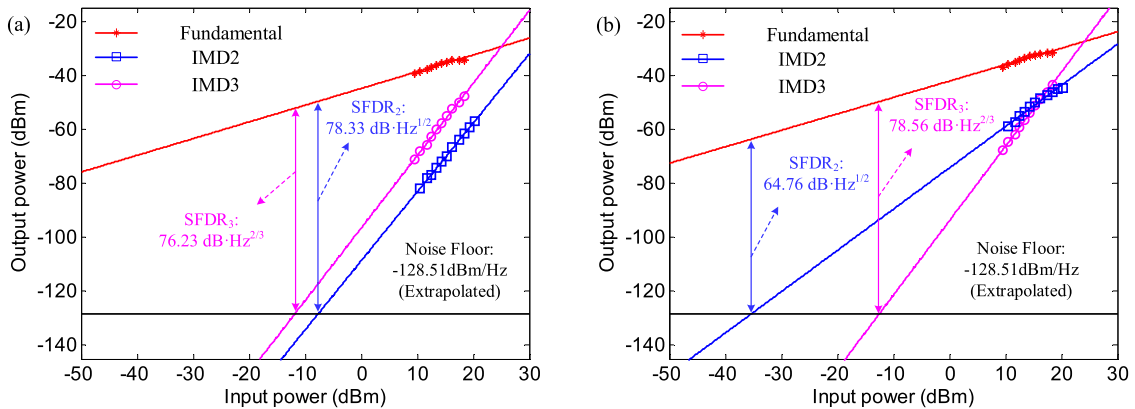 (a)
Output power (dBm)
-20
-40
-60
-80
-100
-120
-140
Fundamental
IMD2
IMD3
SFDR2:
78.33 dB·Hz1/2
SFDR3:
76.23 dB·Hz2/3
Noise Floor:
-128.51dBm/Hz
(Extrapolated)
-50 -40 -30 -20 -10 0 10 20 30
Input power (dBm)
(b)
Output power (dBm)
-20
-40
-60
-80
-100
-120
-140
Fundamental
IMD2
IMD3
SFDR3:
78.56 dB·Hz2/3
SFDR2:
64.76 dB·Hz1/2
Noise Floor:
-128.51dBm/Hz
(Extrapolated)
-50 -40 -30 -20 -10 0 10 20 30
Input power (dBm)